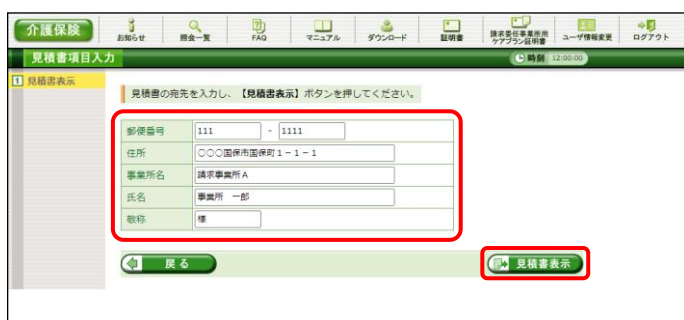 介護保険
お知らせ
照会一覧
FAQ
マニュアル
ダウンロード
証明書
請求委任事業所用
ケアプラン証明書
ユーザ情報変更
ログアウト
見積書項目入力
時刻 12:00:00
1 見積書表示
見積書の宛先を入力し、【見積書表示】ボタンを押してください。
郵便番号 111 - 1111
住所 〇〇〇国保市国保町1-1-1
事業所名 請求事業所A
氏名 事業所 一郎
敬称 様
戻る
見積書表示